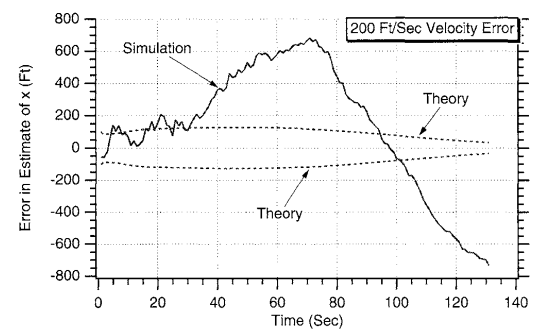 200 Ft/Sec Velocity Error
Simulation
Theory
Theory
Error in Estimate of x (Ft)
800
600
400
200
0
-200
-400
-600
-800
0
20
40
60
80
100
120
140
Time (Sec)